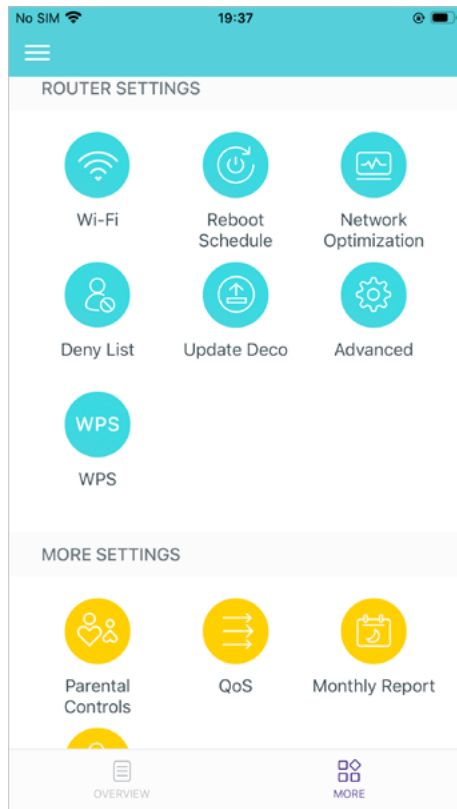 No SIM 19:37
ROUTER SETTINGS
Wi-Fi
Reboot
Schedule
Network
Optimization
Deny List
Update Deco
Advanced
WPS
WPS
MORE SETTINGS
Parental
Controls
QoS
Monthly Report
OVERVIEW
MORE